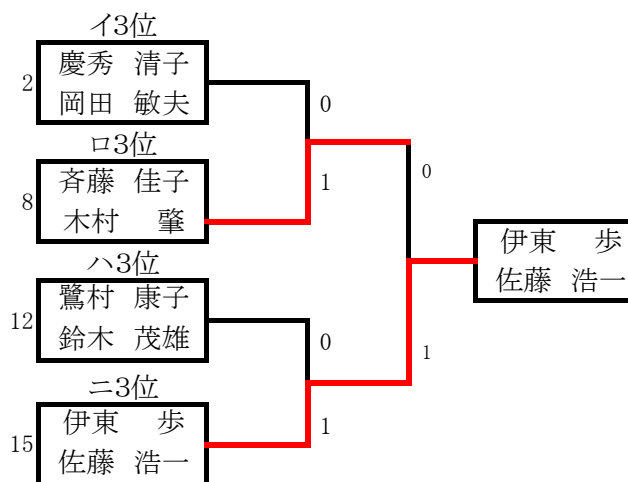 イ3位
2
慶秀 清子
岡田 敏夫
0
ロ3位
8
斉藤 佳子
木村 肇
1
0
ハ3位
12
鷺村 康子
鈴木 茂雄
0
ニ3位
15
伊東 歩
佐藤 浩一
1
1
伊東 歩
佐藤 浩一